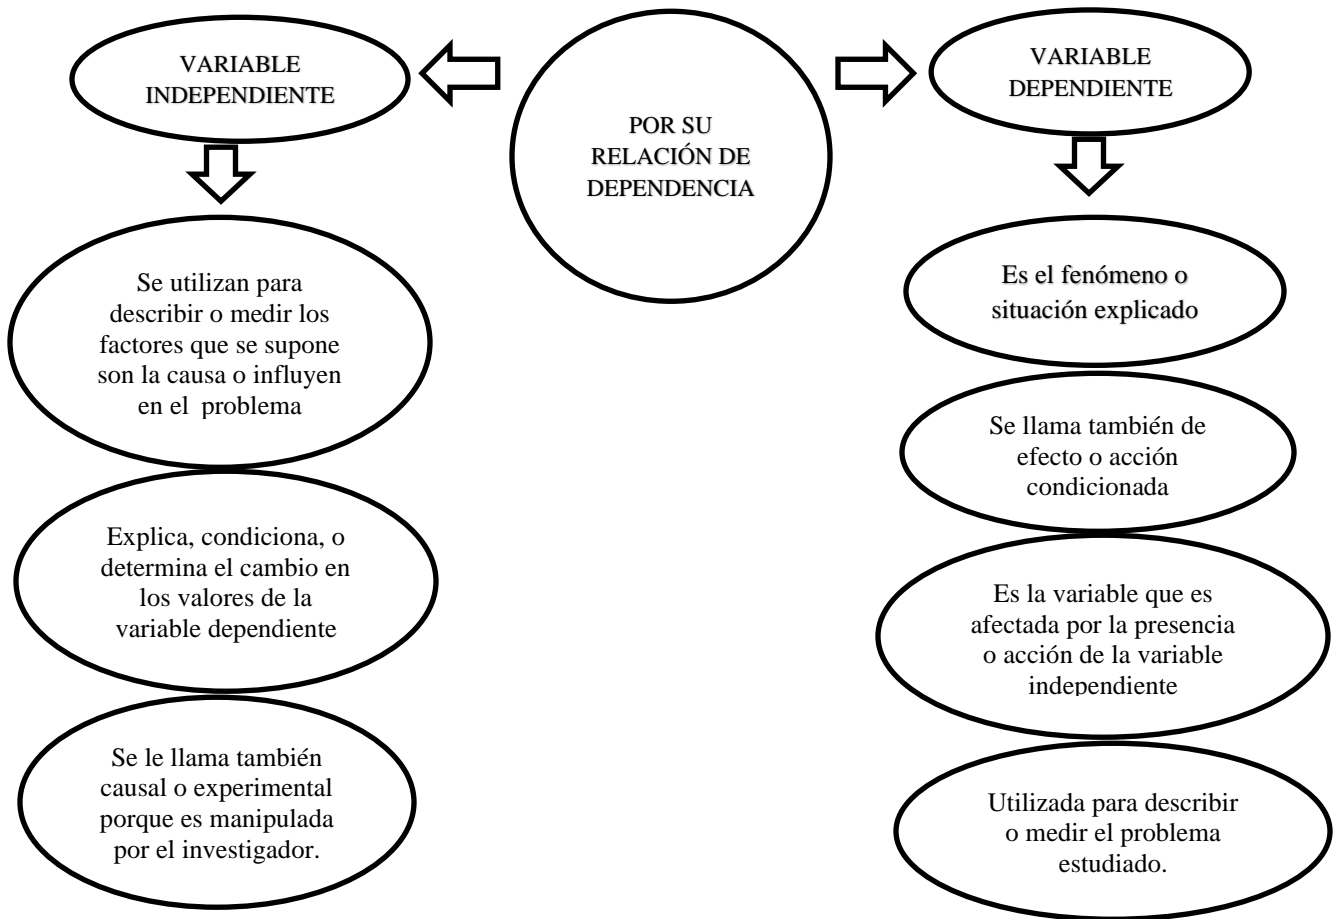 VARIABLE
INDEPENDIENTE
POR SU
RELACIÓN DE
DEPENDENCIA
VARIABLE
DEPENDIENTE
Se utilizan para
describir o medir los
factores que se supone
son la causa o influyen
en el problema
Explica, condiciona, o
determina el cambio en
los valores de la
variable dependiente
Se le llama también
causal o experimental
porque es manipulada
por el investigador.
Es el fenómeno o
situación explicado
Se llama también de
efecto o acción
condicionada
Es la variable que es
afectada por la presencia
o acción de la variable
independiente
Utilizada para describir
o medir el problema
estudiado.